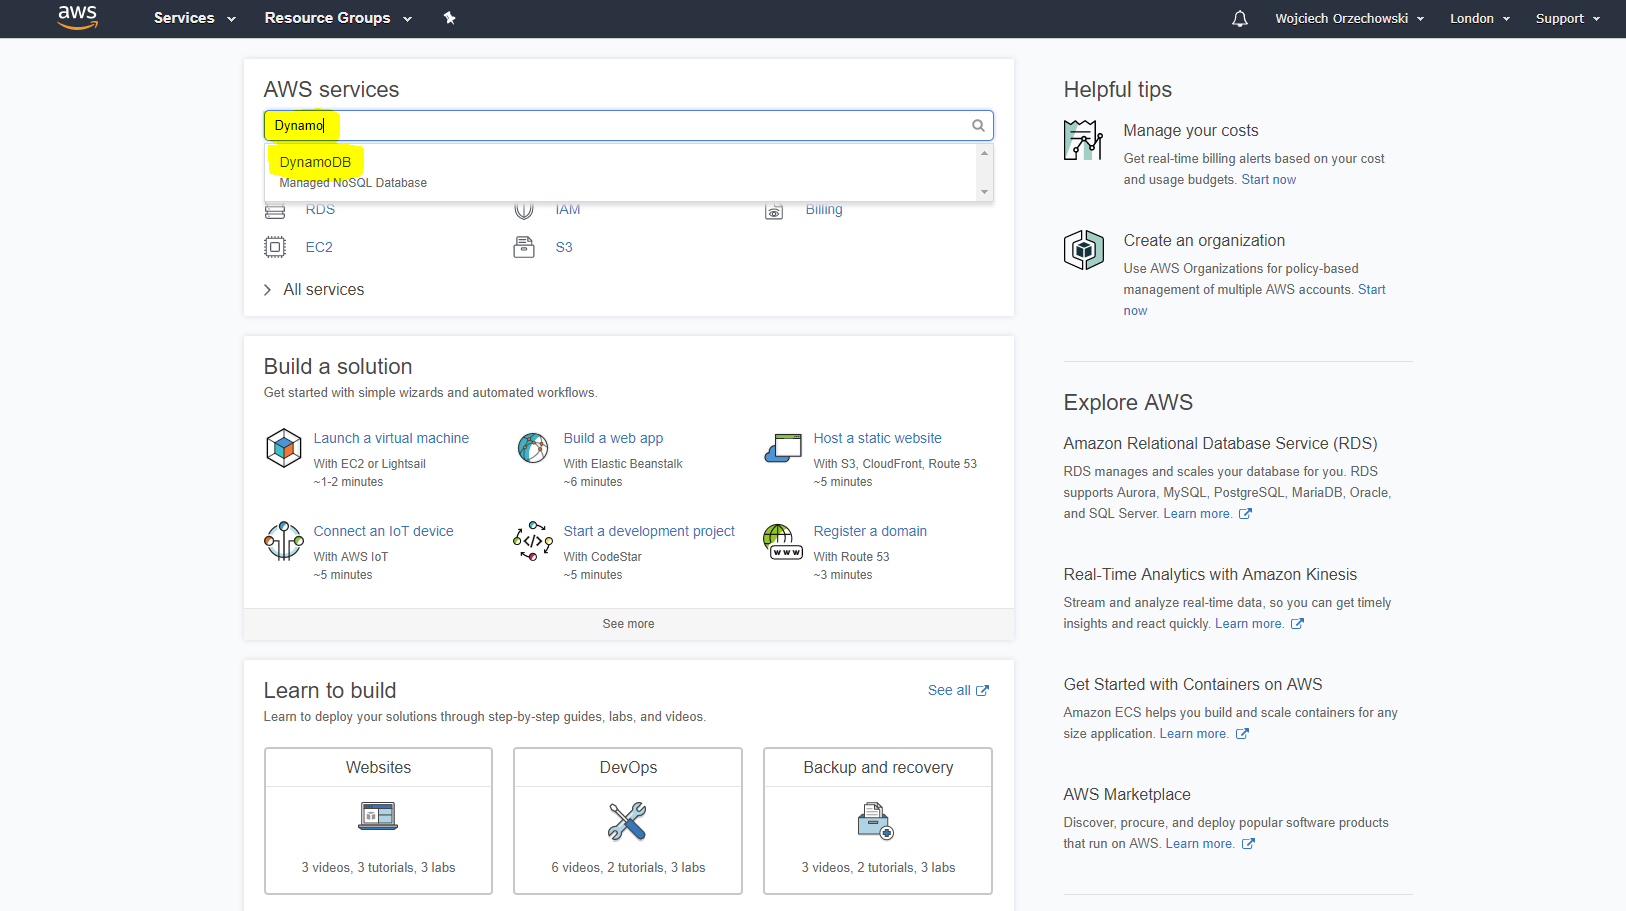 aws Services Resource Groups Wojciech Orzechowski London Support
AWS services
Dynamo
DynamoDB
Managed NoSQL Database
RDS IAM Billing
EC2 S3
All services
Build a solution
Get started with simple wizards and automated workflows.
Launch a virtual machine
With EC2 or Lightsail
~1-2 minutes
Build a web app
With Elastic Beanstalk
~6 minutes
Host a static website
With S3, CloudFront, Route 53
~5 minutes
Connect an IoT device
With AWS IoT
~5 minutes
Start a development project
With CodeStar
~5 minutes
Register a domain
With Route 53
~3 minutes
See more
Learn to build
See all
Learn to deploy your solutions through step-by-step guides, labs, and videos.
Websites
3 videos, 3 tutorials, 3 labs
DevOps
6 videos, 2 tutorials, 3 labs
Backup and recovery
3 videos, 2 tutorials, 3 labs
Helpful tips
Manage your costs
Get real-time billing alerts based on your cost
and usage budgets. Start now
Create an organization
Use AWS Organizations for policy-based
management of multiple AWS accounts. Start
now
Explore AWS
Amazon Relational Database Service (RDS)
RDS manages and scales your database for you. RDS
supports Aurora, MySQL, PostgreSQL, MariaDB, Oracle,
and SQL Server. Learn more.
Real-Time Analytics with Amazon Kinesis
Stream and analyze real-time data, so you can get timely
insights and react quickly. Learn more.
Get Started with Containers on AWS
Amazon ECS helps you build and scale containers for any
size application. Learn more.
AWS Marketplace
Discover, procure, and deploy popular software products
that run on AWS. Learn more.